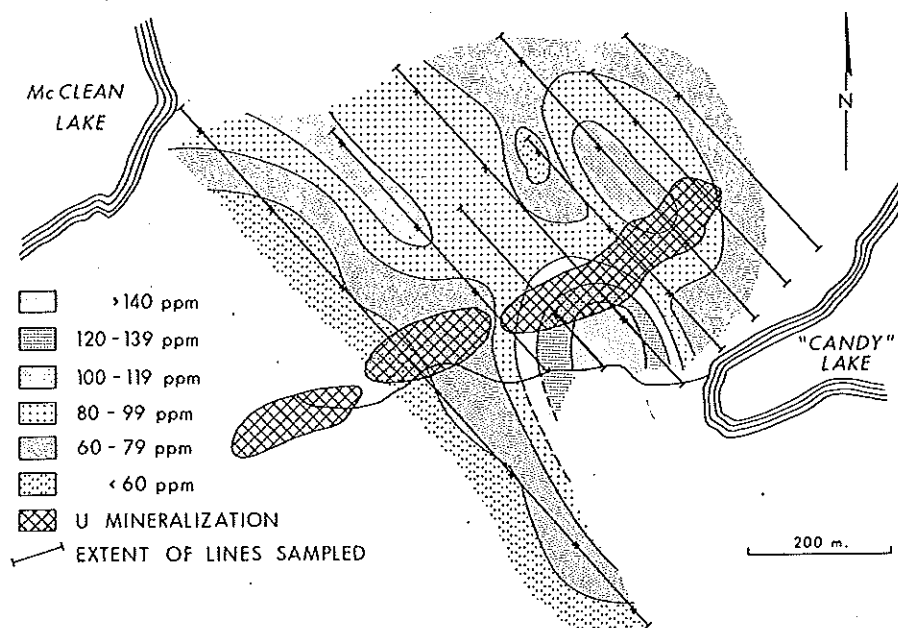 McCLEAN
LAKE
N
> 140 ppm
120 - 139 ppm
100 - 119 ppm
80 - 99 ppm
60 - 79 ppm
< 60 ppm
U MINERALIZATION
EXTENT OF LINES SAMPLED
"CANDY"
LAKE
200 m.